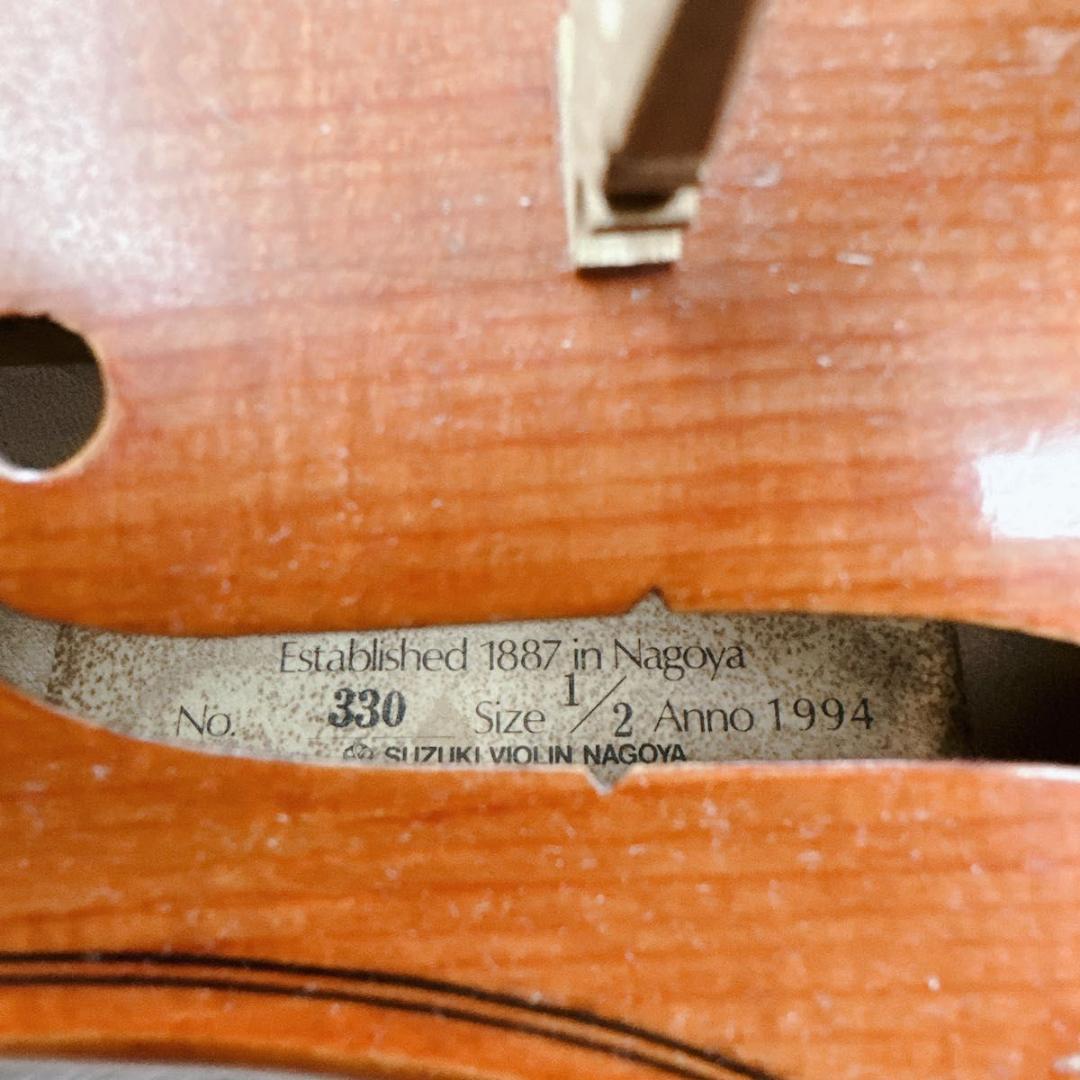 Established 1887 in Nagoya
No. 330 Size 1/2 Anno 1994
SUZUKI VIOLIN NAGOYA